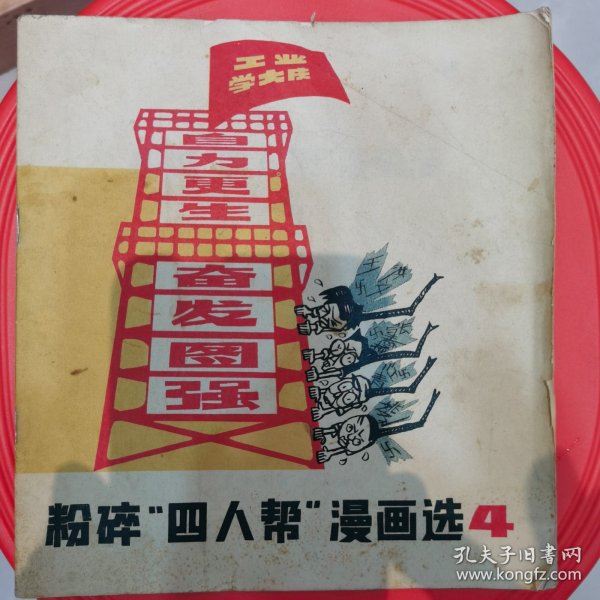 工业
学大庆
自
力
更
生
奋
发
图
强
粉碎“四人帮”漫画选4
孔夫子旧书网
www.kongfz.com